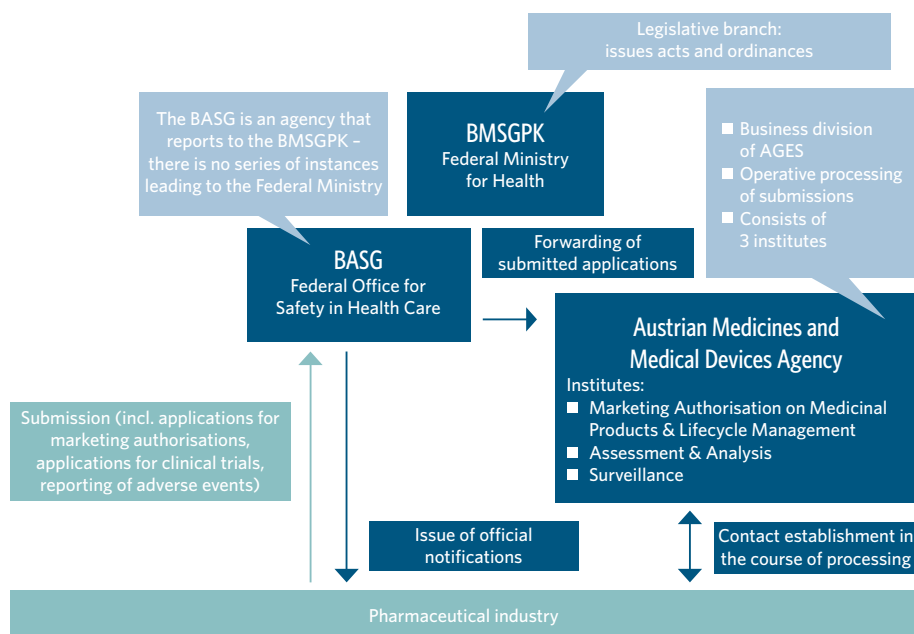 Legislative branch:
issues acts and ordinances
The BASG is an agency that
reports to the BMSGPK –
there is no series of instances
leading to the Federal Ministry
BMSGPK
Federal Ministry
for Health
■ Business division
of AGES
■ Operative processing
of submissions
■ Consists of
3 institutes
BASG
Federal Office for
Safety in Health Care
Forwarding of
submitted applications
Austrian Medicines and
Medical Devices Agency
Institutes:
■ Marketing Authorisation on Medicinal
Products & Lifecycle Management
■ Assessment & Analysis
■ Surveillance
Submission (incl. applications for
marketing authorisations,
applications for clinical trials,
reporting of adverse events)
Issue of official
notifications
Contact establishment in
the course of processing
Pharmaceutical industry